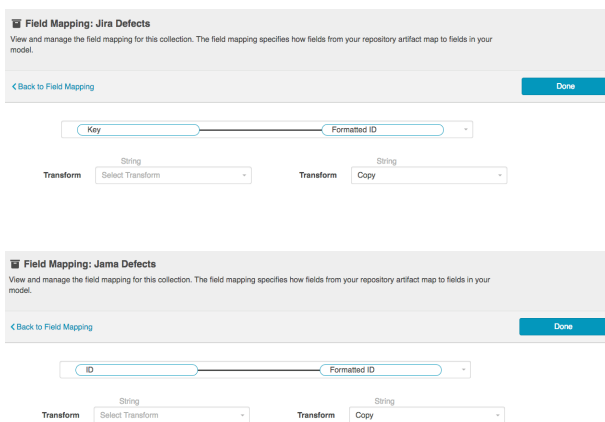 Field Mapping: Jira Defects
View and manage the field mapping for this collection. The field mapping specifies how fields from your repository artifact map to fields in your
model.
Back to Field Mapping
Done
Key
Formatted ID
String
String
Transform
Select Transform
Transform
Copy
Field Mapping: Jama Defects
View and manage the field mapping for this collection. The field mapping specifies how fields from your repository artifact map to fields in your
model.
Back to Field Mapping
Done
ID
Formatted ID
String
String
Transform
Select Transform
Transform
Copy